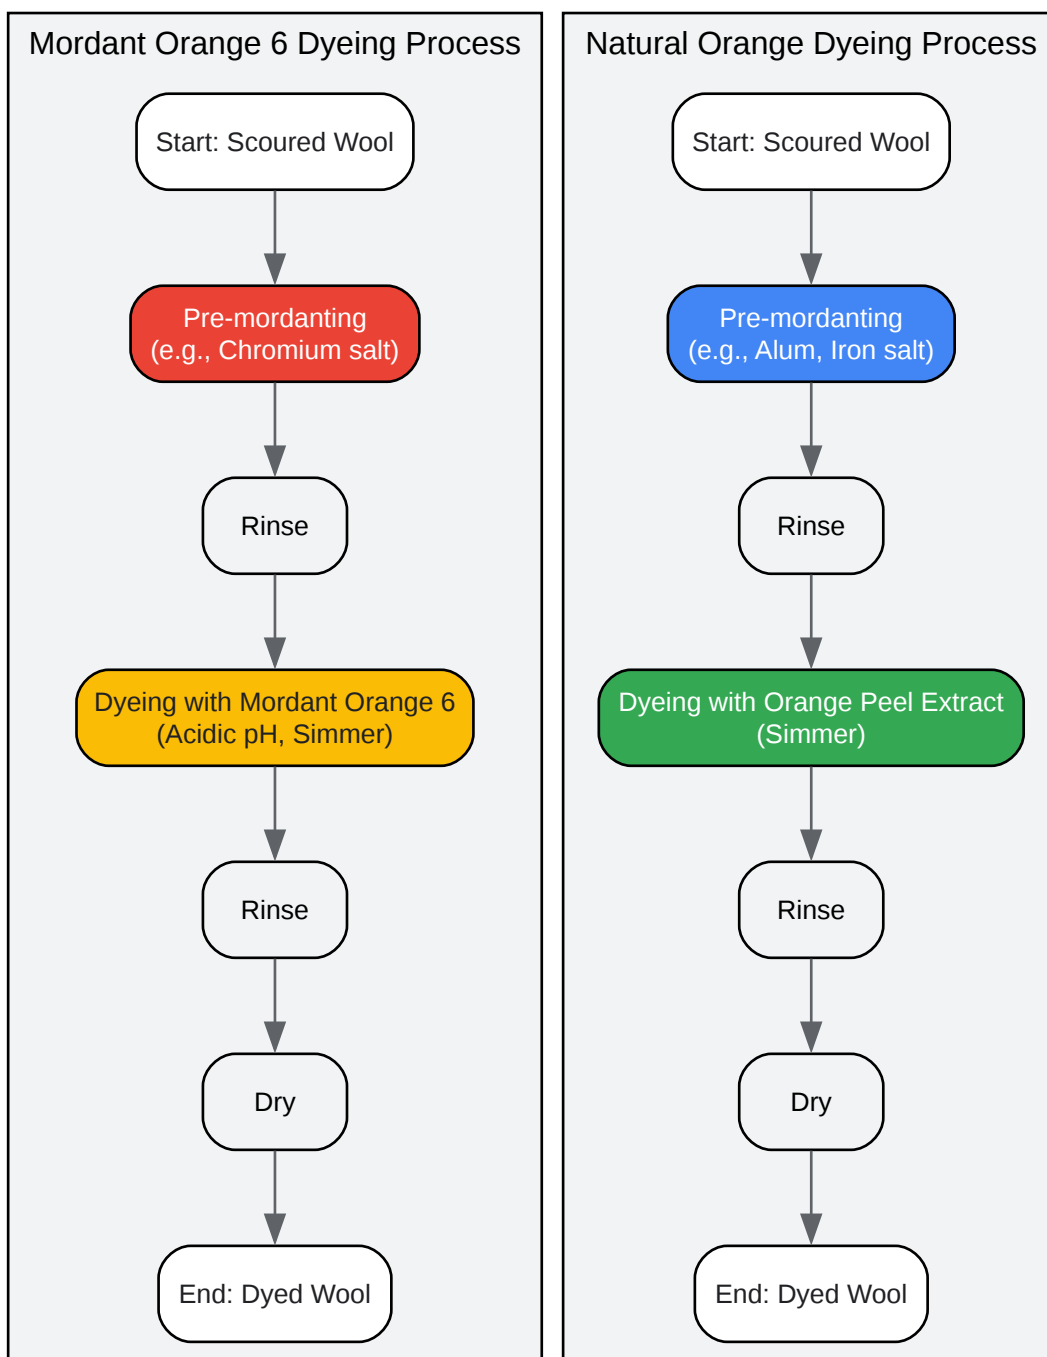 Mordant Orange 6 Dyeing Process
Start: Scoured Wool
Pre-mordanting
(e.g., Chromium salt)
Rinse
Dyeing with Mordant Orange 6
(Acidic pH, Simmer)
Rinse
Dry
End: Dyed Wool
Natural Orange Dyeing Process
Start: Scoured Wool
Pre-mordanting
(e.g., Alum, Iron salt)
Rinse
Dyeing with Orange Peel Extract
(Simmer)
Rinse
Dry
End: Dyed Wool